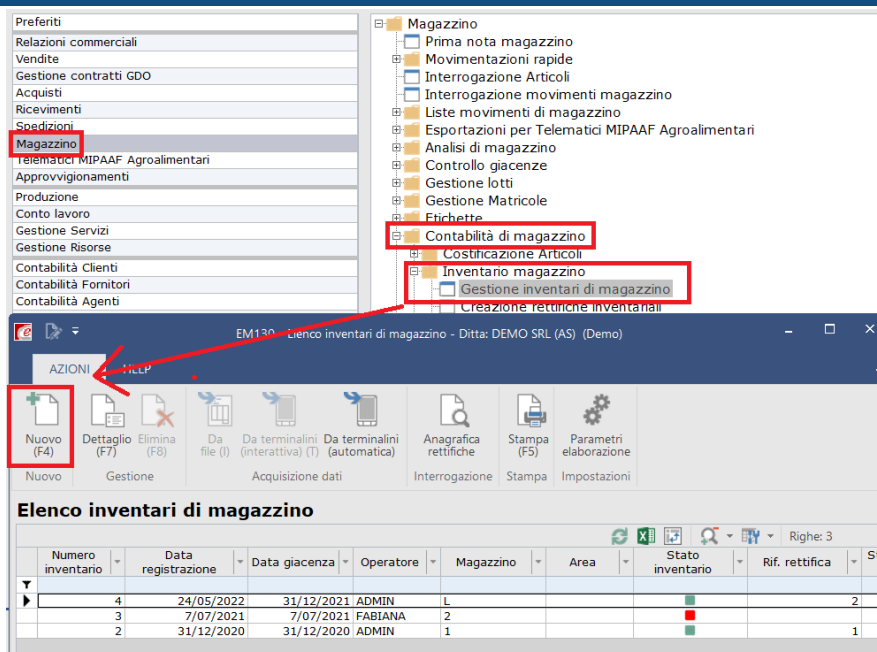 Preferiti
Relazioni commerciali
Vendite
Gestione contratti GDO
Acquisti
Ricevimenti
Spedizioni
Magazzino
Telematici MIPAAF Agroalimentari
Approvvigionamenti
Produzione
Conto lavoro
Gestione Servizi
Gestione Risorse
Contabilità Clienti
Contabilità Fornitori
Contabilità Agenti
Magazzino
Prima nota magazzino
Movimentazioni rapide
Interrogazione Articoli
Interrogazione movimenti magazzino
Liste movimenti di magazzino
Esportazioni per Telematici MIPAAF Agroalimentari
Analisi di magazzino
Controllo giacenze
Gestione lotti
Gestione Matricole
Etichette
Contabilità di magazzino
Costificazione Articoli
Inventario magazzino
Gestione inventari di magazzino
Creazione rettifiche inventariali
EM130 - Elenco inventari di magazzino - Ditta: DEMO SRL (AS) (Demo)
AZIONI HELP
Nuovo (F4)
Dettaglio (F7)
Elimina (F8)
Da file (I)
Da terminalini (interattiva) (T)
Da terminalini (automatica)
Anagrafica rettifiche
Stampa (F5)
Parametri elaborazione
Nuovo Gestione Acquisizione dati Interrogazione Stampa Impostazioni
Elenco inventari di magazzino
Righe: 3
Numero inventario Data registrazione Data giacenza Operatore Magazzino Area Stato inventario Rif. rettifica
4 24/05/2022 31/12/2021 ADMIN L 2
3 7/07/2021 7/07/2021 FABIANA 2
2 31/12/2020 31/12/2020 ADMIN 1 1